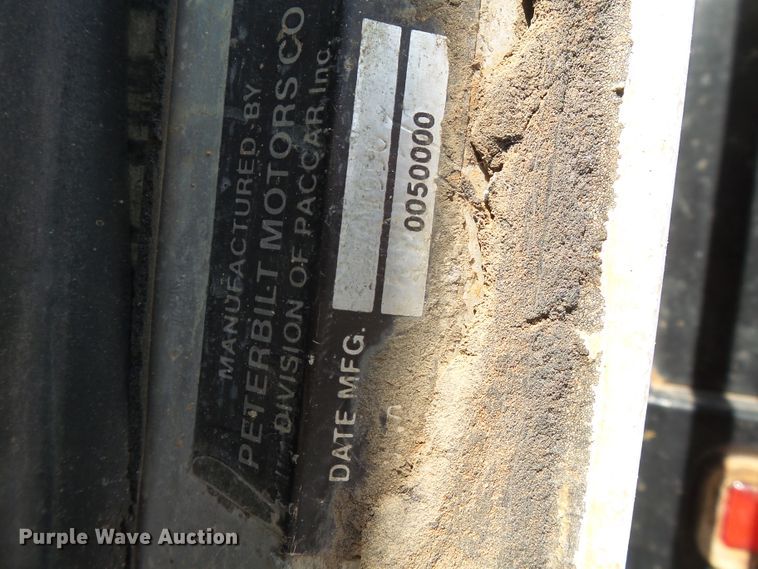 MANUFACTURED BY
PETERBILT MOTORS CO
DIVISION OF PACCAR, Inc.
DATE MFG.
0050000
Purple Wave Auction